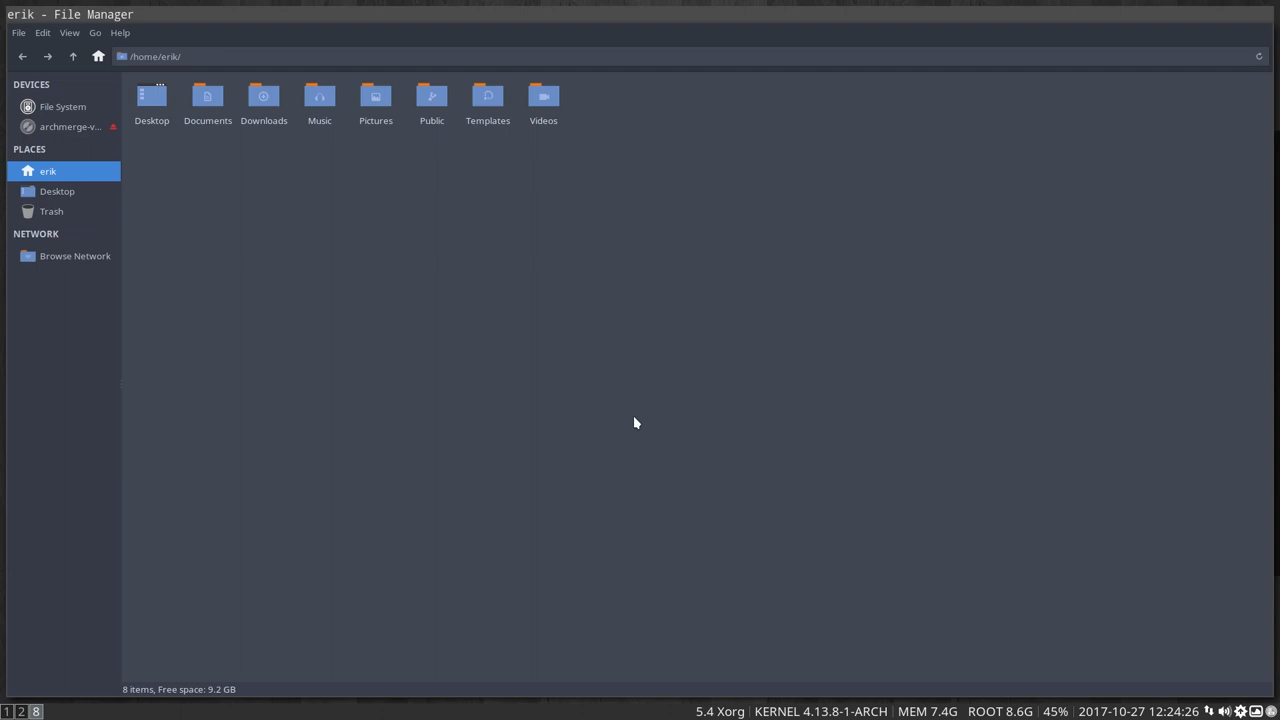 erik - File Manager
File Edit View Go Help
/home/erik/
DEVICES
File System
archmerge-v...
PLACES
erik
Desktop
Trash
NETWORK
Browse Network
Desktop Documents Downloads Music Pictures Public Templates Videos
8 items, Free space: 9.2 GB
1 2 8 5.4 Xorg KERNEL 4.13.8-1-ARCH MEM 7.4G ROOT 8.6G 45% 2017-10-27 12:24:26